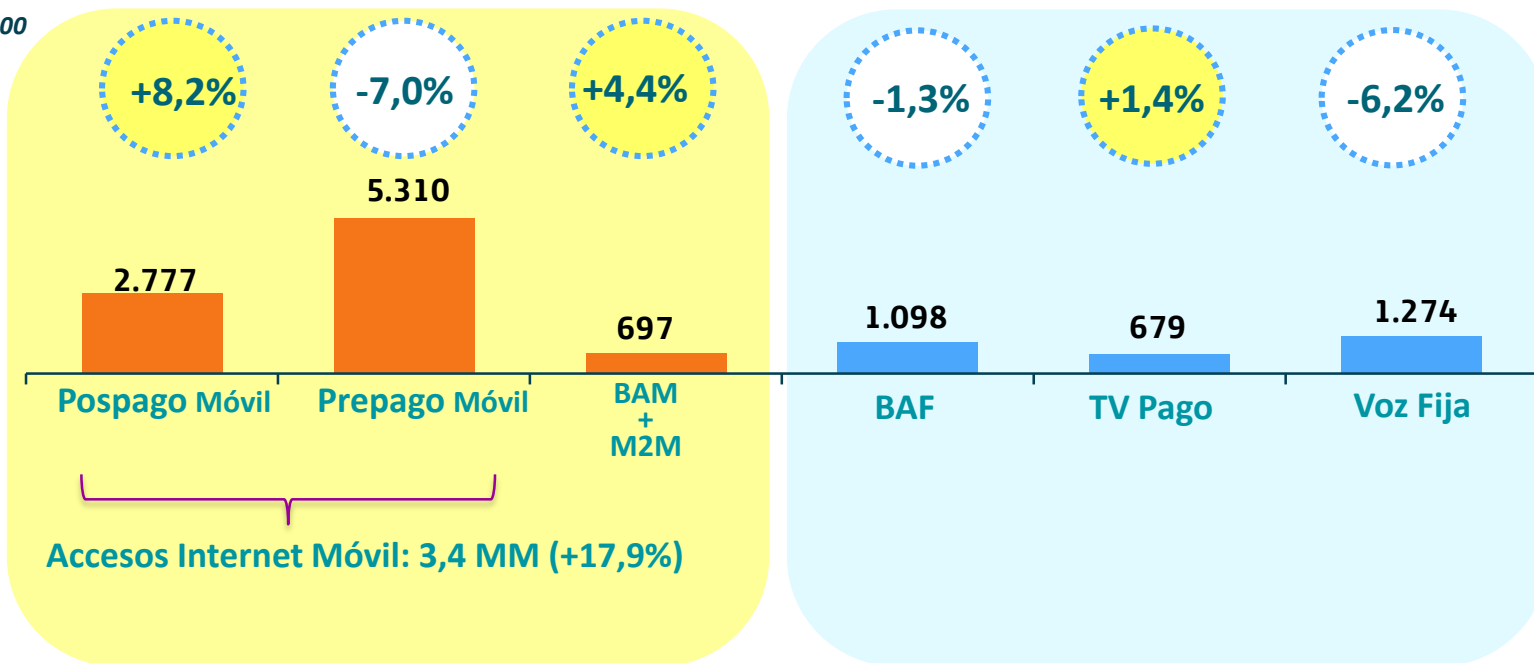 00
+8,2%
-7,0%
+4,4%
-1,3%
+1,4%
-6,2%
2.777
5.310
697
1.098
679
1.274
Pospago Móvil
Prepago Móvil
BAM
+
M2M
BAF
TV Pago
Voz Fija
Accesos Internet Móvil: 3,4 MM (+17,9%)